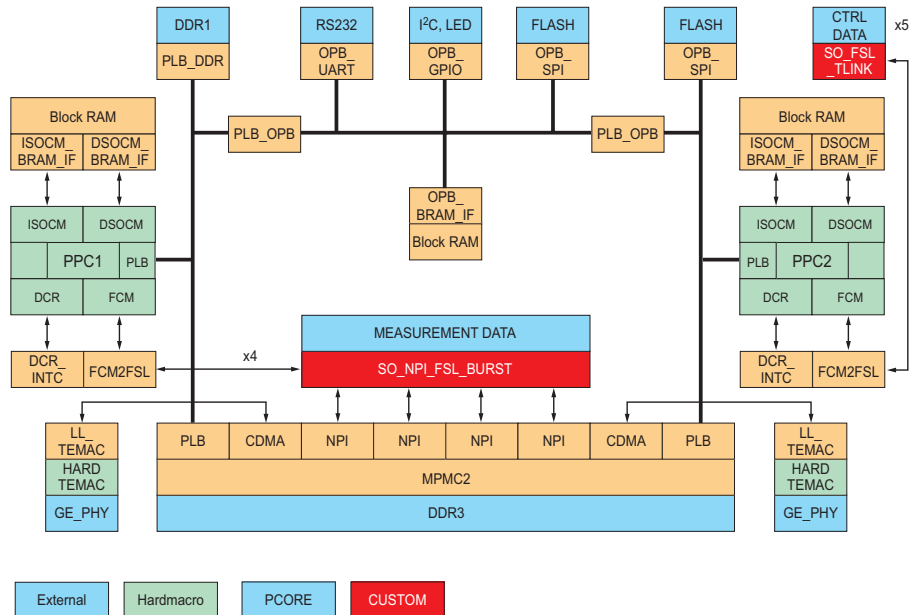 DDR1
PLB_DDR
RS232
OPB_
UART
I²C, LED
OPB_
GPIO
FLASH
OPB_
SPI
FLASH
OPB_
SPI
CTRL
DATA
SO_FSL
_TLINK
x5
Block RAM
ISOCM_
BRAM_IF
DSOCM_
BRAM_IF
PLB_OPB
PLB_OPB
Block RAM
ISOCM_
BRAM_IF
DSOCM_
BRAM_IF
OPB_
BRAM_IF
Block RAM
ISOCM
DSOCM
PPC1
PLB
DCR
FCM
ISOCM
DSOCM
PLB
PPC2
DCR
FCM
MEASUREMENT DATA
SO_NPI_FSL_BURST
x4
DCR_
INTC
FCM2FSL
DCR_
INTC
FCM2FSL
LL_
TEMAC
HARD
TEMAC
GE_PHY
PLB
CDMA
NPI
NPI
NPI
NPI
CDMA
PLB
MPMC2
DDR3
LL_
TEMAC
HARD
TEMAC
GE_PHY
External
Hardmacro
PCORE
CUSTOM